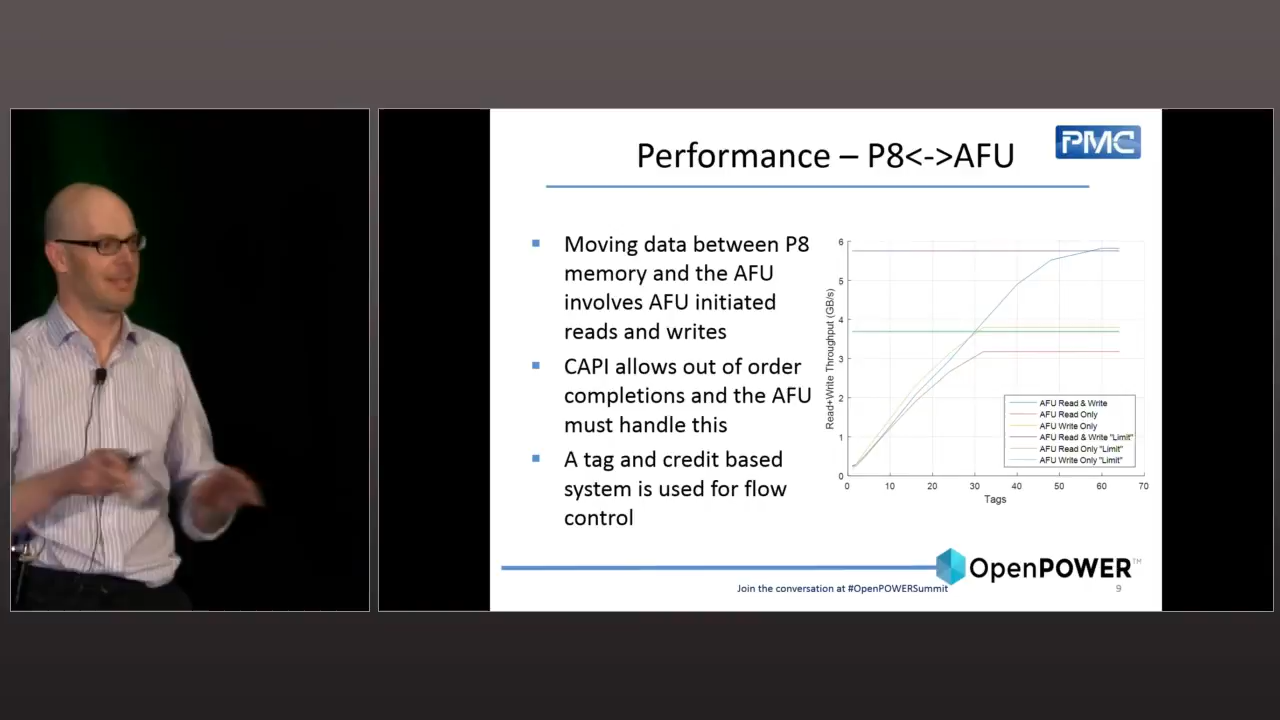 Performance – P8<->AFU
PMC
▪ Moving data between P8
memory and the AFU
involves AFU initiated
reads and writes
▪ CAPI allows out of order
completions and the AFU
must handle this
▪ A tag and credit based
system is used for flow
control
Read+Write Throughput (GB/s)
6
5
4
3
2
1
0
0 10 20 30 40 50 60 70
Tags
AFU Read & Write
AFU Read Only
AFU Write Only
AFU Read & Write "Limit"
AFU Read Only "Limit"
AFU Write Only "Limit"
OpenPOWER™
Join the conversation at #OpenPOWERSummit
9